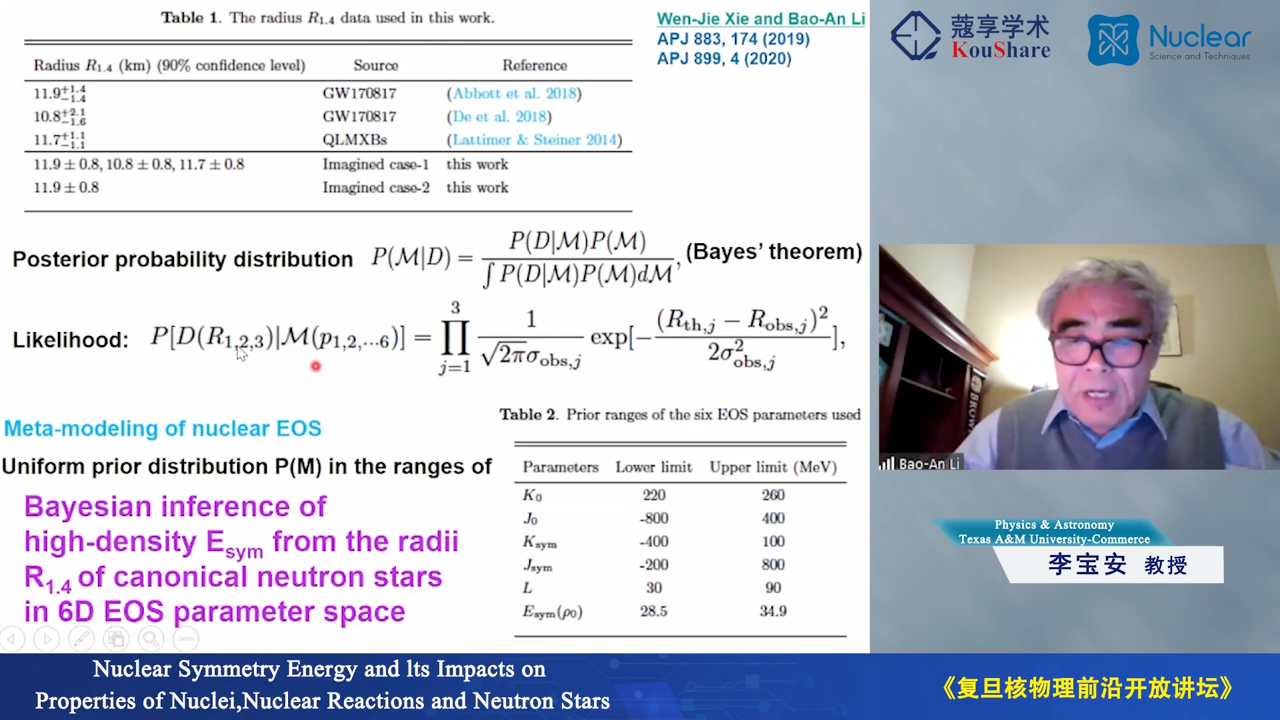 Table 1. The radius R1.4 data used in this work.
Radius R1.4 (km) (90% confidence level) Source Reference
11.9+1.4−1.4 GW170817 (Abbott et al. 2018)
10.8+2.1−1.6 GW170817 (De et al. 2018)
11.7+1.1−1.1 QLMXBs (Lattimer & Steiner 2014)
11.9 ± 0.8, 10.8 ± 0.8, 11.7 ± 0.8 Imagined case-1 this work
11.9 ± 0.8 Imagined case-2 this work
Wen-Jie Xie and Bao-An Li
APJ 883, 174 (2019)
APJ 899, 4 (2020)
Posterior probability distribution P(M|D) = P(D|M)P(M) / ∫ P(D|M)P(M)dM, (Bayes’ theorem)
Likelihood: P[D(R1,2,3)|M(p1,2,···6)] = ∏ j=1 3 1/(√2π σobs,j) exp[−(Rth,j − Robs,j)²/(2σ²obs,j)],
Meta-modeling of nuclear EOS
Uniform prior distribution P(M) in the ranges of
Bayesian inference of
high-density Esym from the radii
R1.4 of canonical neutron stars
in 6D EOS parameter space
Table 2. Prior ranges of the six EOS parameters used
Parameters Lower limit Upper limit (MeV)
K0 220 260
J0 -800 400
Ksym -400 100
Jsym -200 800
L 30 90
Esym(ρ0) 28.5 34.9
蔻享学术
KouShare
Nuclear
Science and Techniques
BROWN
Bao-An Li
Physics & Astronomy
Texas A&M University-Commerce
李宝安 教授
Nuclear Symmetry Energy and Its Impacts on
Properties of Nuclei,Nuclear Reactions and Neutron Stars
《复旦核物理前沿开放讲坛》